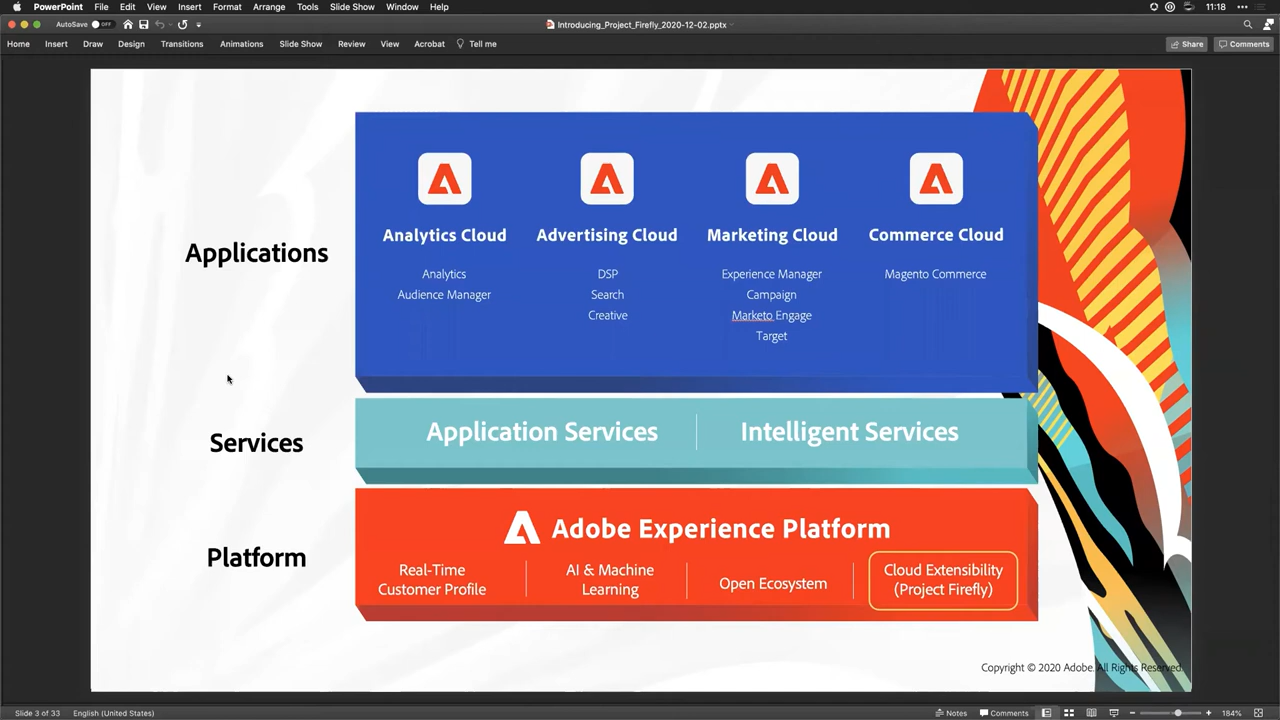 PowerPoint File Edit View Insert Format Arrange Tools Slide Show Window Help 11:18
AutoSave OFF Introducing_Project_Firefly_2020-12-02.pptx
Home Insert Draw Design Transitions Animations Slide Show Review View Acrobat Tell me Share Comments
Applications
Analytics Cloud
Analytics
Audience Manager
Advertising Cloud
DSP
Search
Creative
Marketing Cloud
Experience Manager
Campaign
Marketo Engage
Target
Commerce Cloud
Magento Commerce
Services
Application Services
Intelligent Services
Platform
Adobe Experience Platform
Real-Time
Customer Profile
AI & Machine
Learning
Open Ecosystem
Cloud Extensibility
(Project Firefly)
Copyright © 2020 Adobe. All Rights Reserved.
Slide 3 of 33 English (United States) Notes Comments 184%